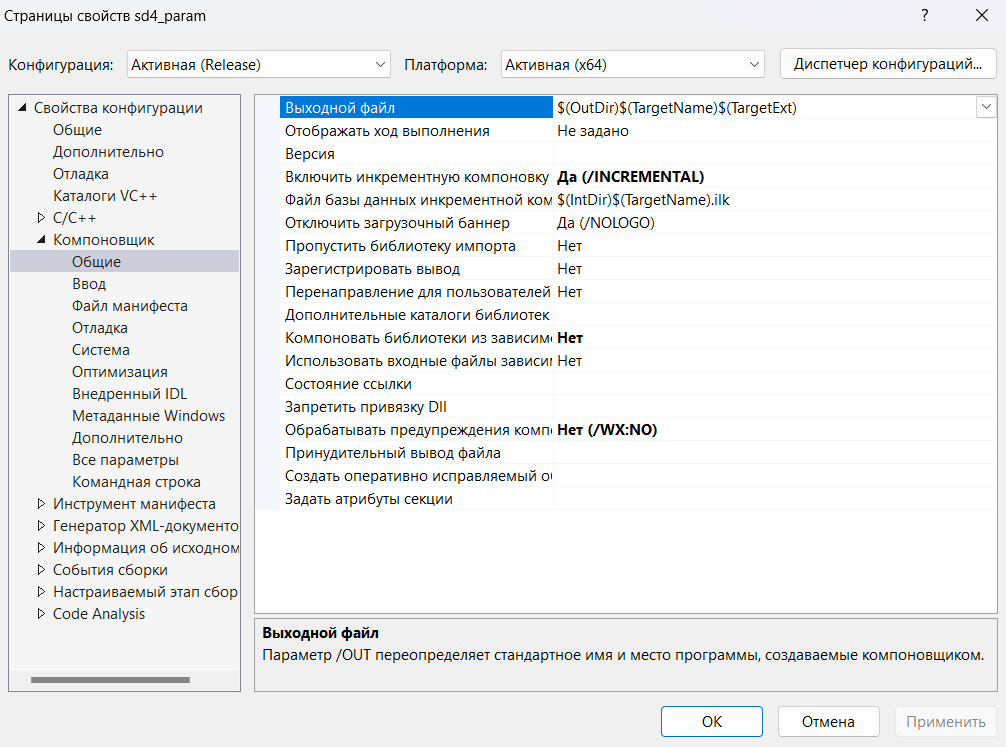 Страницы свойств sd4_param
?
Конфигурация: Активная (Release) Платформа: Активная (x64) Диспетчер конфигураций...
Свойства конфигурации
Общие
Дополнительно
Отладка
Каталоги VC++
C/C++
Компоновщик
Общие
Ввод
Файл манифеста
Отладка
Система
Оптимизация
Внедренный IDL
Метаданные Windows
Дополнительно
Все параметры
Командная строка
Инструмент манифеста
Генератор XML-документо
Информация об исходном
События сборки
Настраиваемый этап сбор
Code Analysis
Выходной файл $(OutDir)$(TargetName)$(TargetExt)
Отображать ход выполнения Не задано
Версия
Включить инкрементную компоновку Да (/INCREMENTAL)
Файл базы данных инкрементной ком $(IntDir)$(TargetName).ilk
Отключить загрузочный баннер Да (/NOLOGO)
Пропустить библиотеку импорта Нет
Зарегистрировать вывод Нет
Перенаправление для пользователей Нет
Дополнительные каталоги библиотек
Компоновать библиотеки из зависим Нет
Использовать входные файлы зависи Нет
Состояние ссылки
Запретить привязку Dll
Обрабатывать предупреждения комп Нет (/WX:NO)
Принудительный вывод файла
Создать оперативно исправляемый о
Задать атрибуты секции
Выходной файл
Параметр /OUT переопределяет стандартное имя и место программы, создаваемые компоновщиком.
ОК Отмена Применить